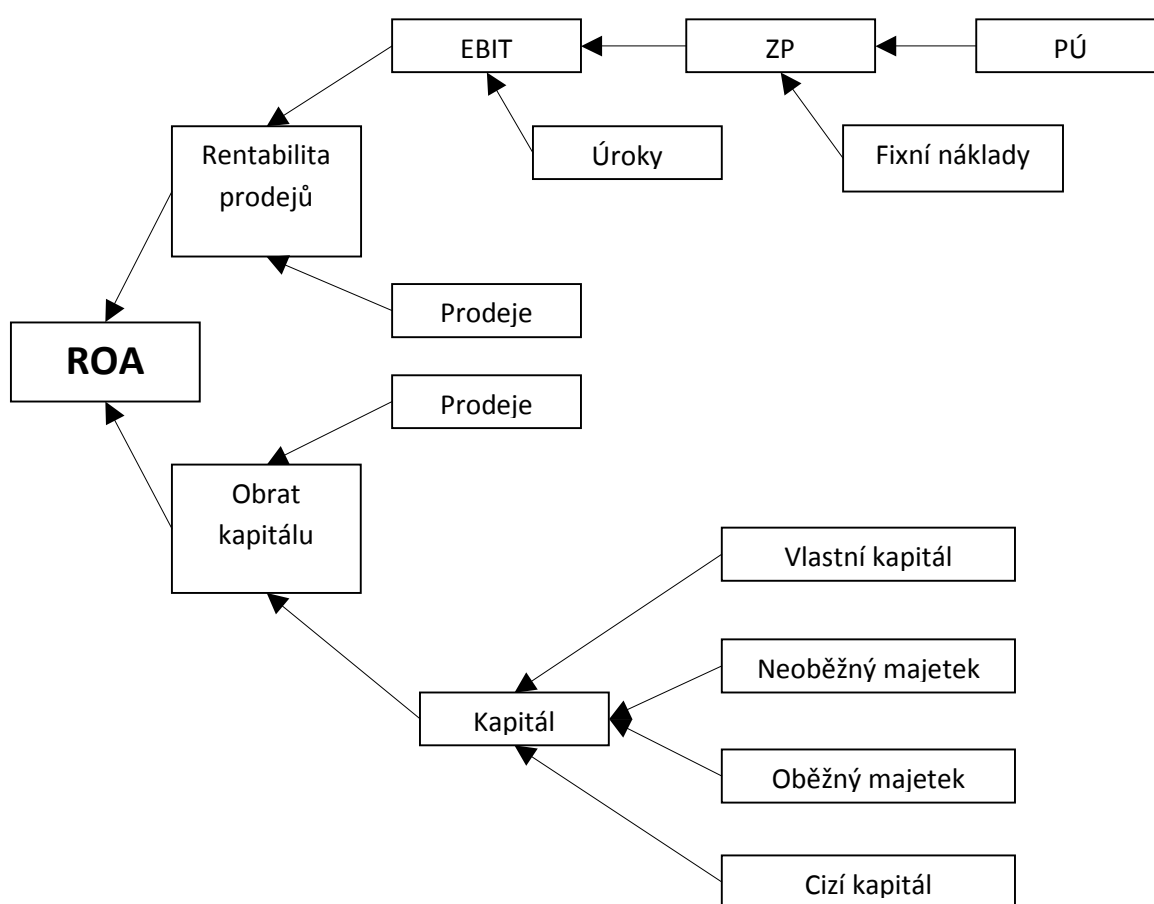 EBIT
ZP
PÚ
Rentabilita
prodejů
Úroky
Fixní náklady
Prodeje
ROA
Prodeje
Obrat
kapitálu
Vlastní kapitál
Neoběžný majetek
Kapitál
Oběžný majetek
Cizí kapitál